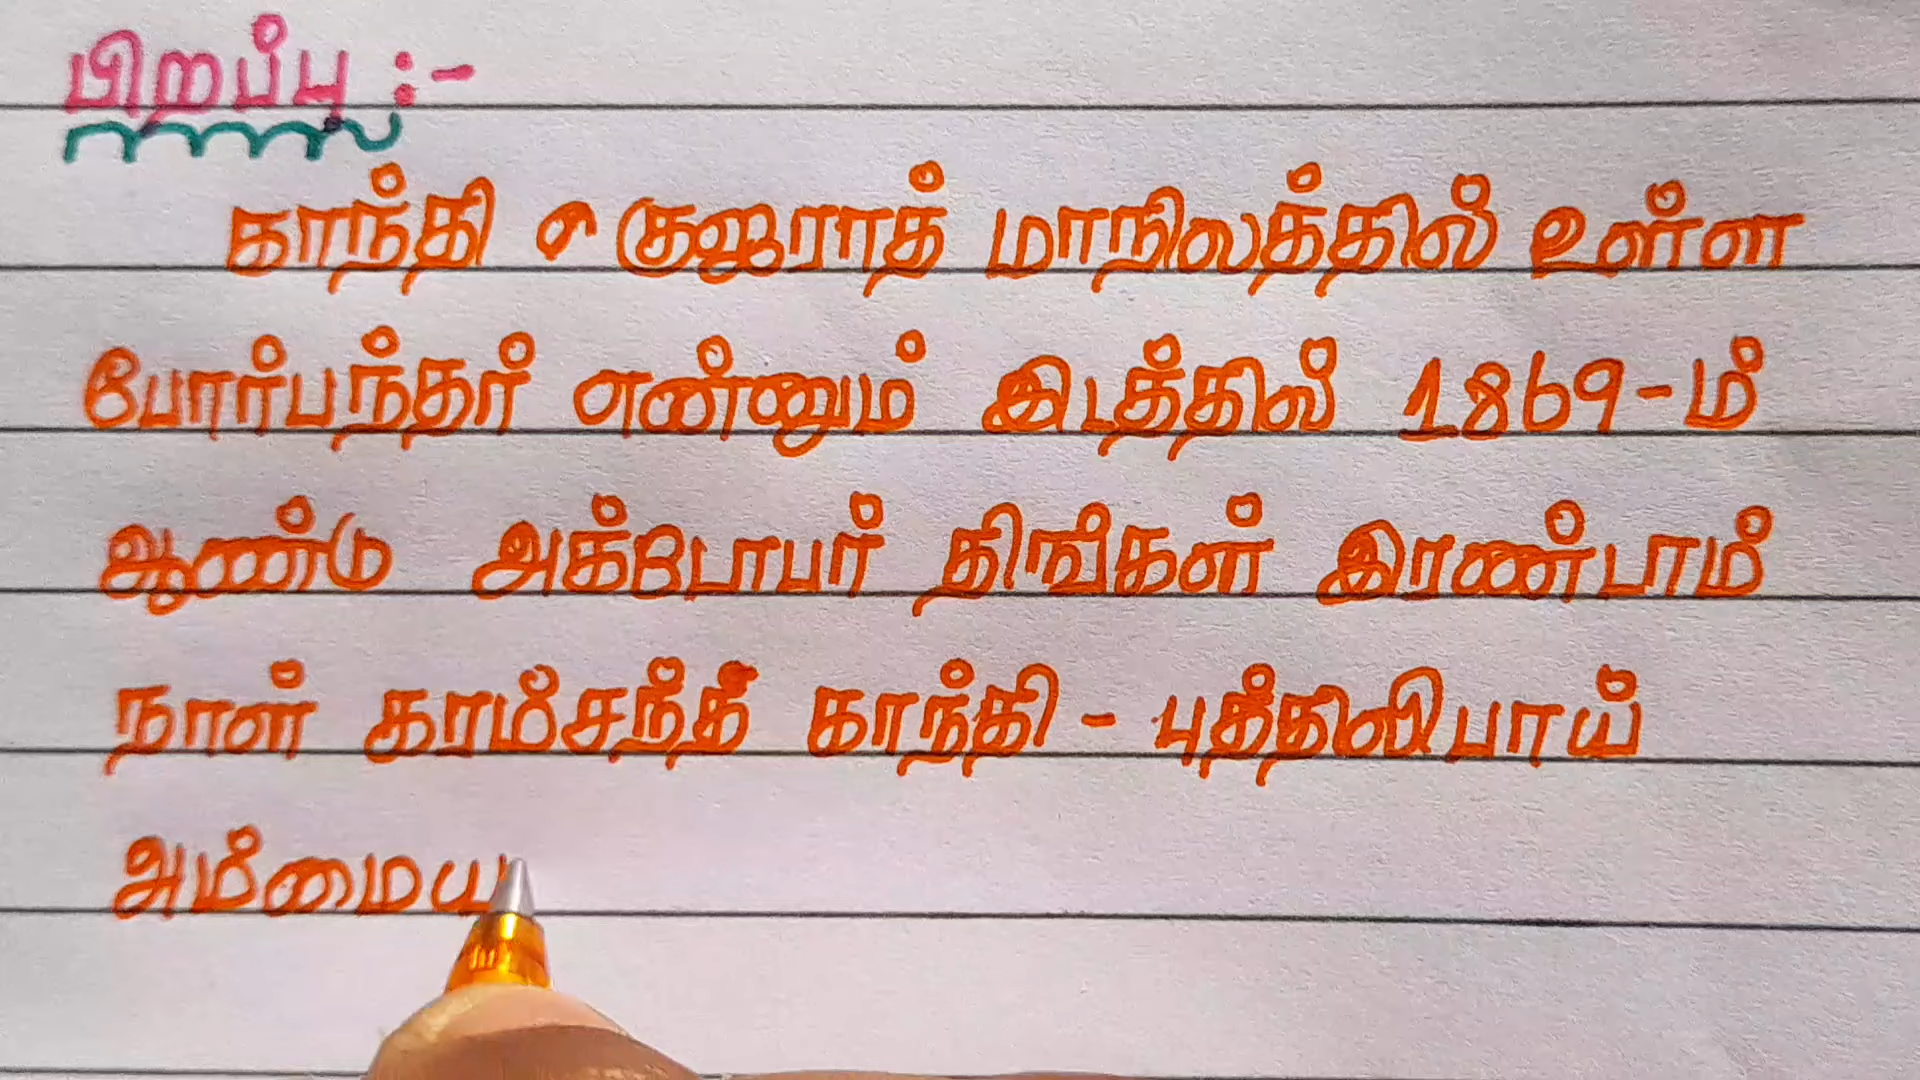 பிறப்பு :-
காந்தி குஜராத் மாநிலத்தில் உள்ள
போர்பந்தர் என்னும் இடத்தில் 1869-ம்
ஆண்டு அக்டோபர் திங்கள் இரண்டாம்
நாள் கரம்சந்த் காந்தி - புத்திலிபாய்
அம்மைய